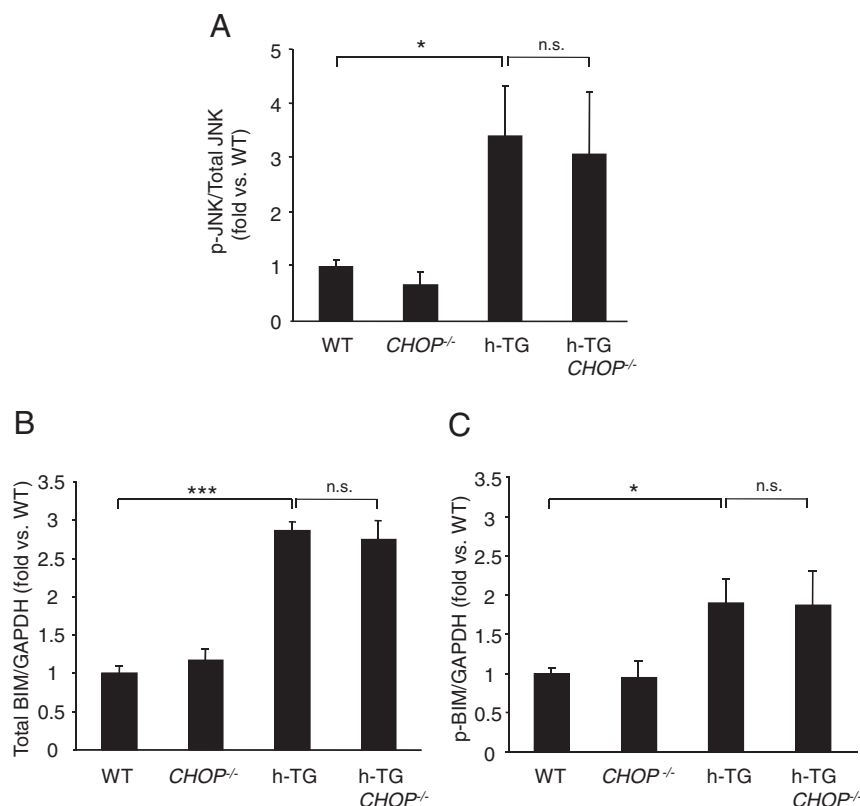 A
p-JNK/Total JNK
(fold vs. WT)
5
4
3
2
1
0
*
n.s.
WT
CHOP-/-
h-TG
h-TG
CHOP-/-
B
Total BIM/GAPDH (fold vs. WT)
3.5
3
2.5
2
1.5
1
0.5
0
***
n.s.
WT
CHOP-/-
h-TG
h-TG
CHOP-/-
C
p-BIM/GAPDH (fold vs. WT)
3.5
3
2.5
2
1.5
1
0.5
0
*
n.s.
WT
CHOP-/-
h-TG
h-TG
CHOP-/-